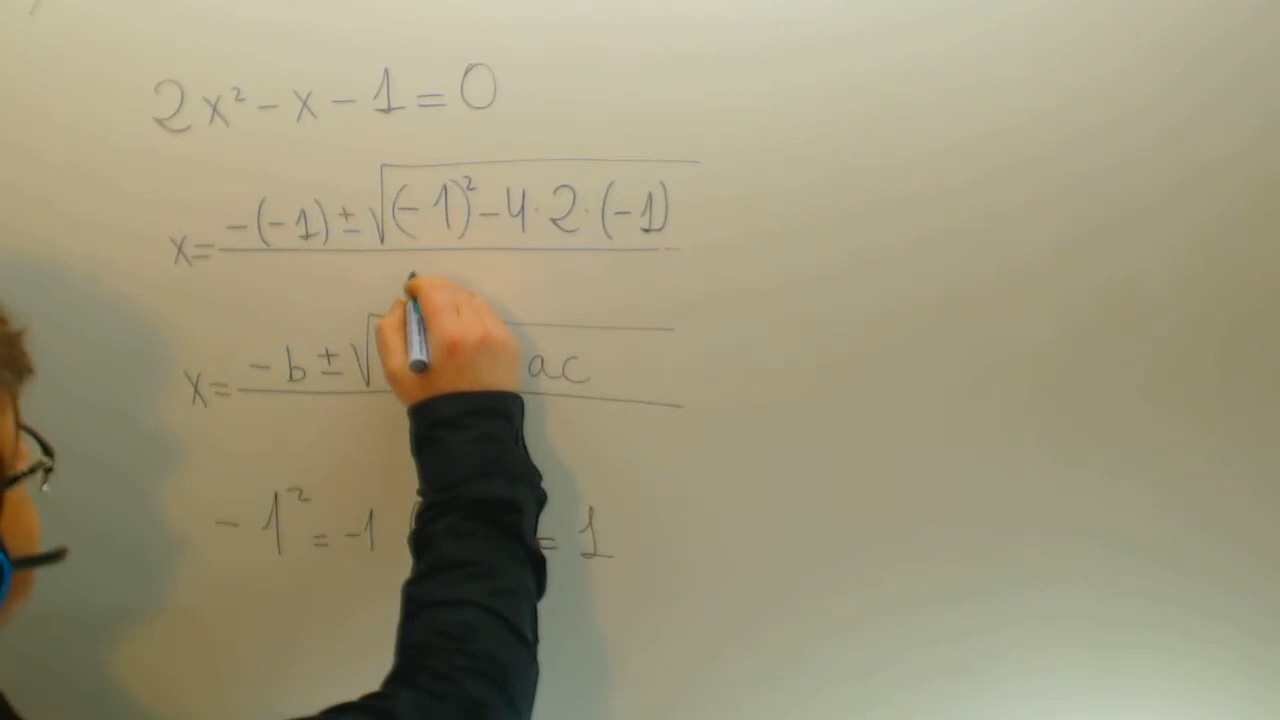 2x² - x - 1 = 0
x = -(-1) ± √(-1)² - 4 · 2 · (-1)
x = -b ± √ ac
-1² = -1 = 1